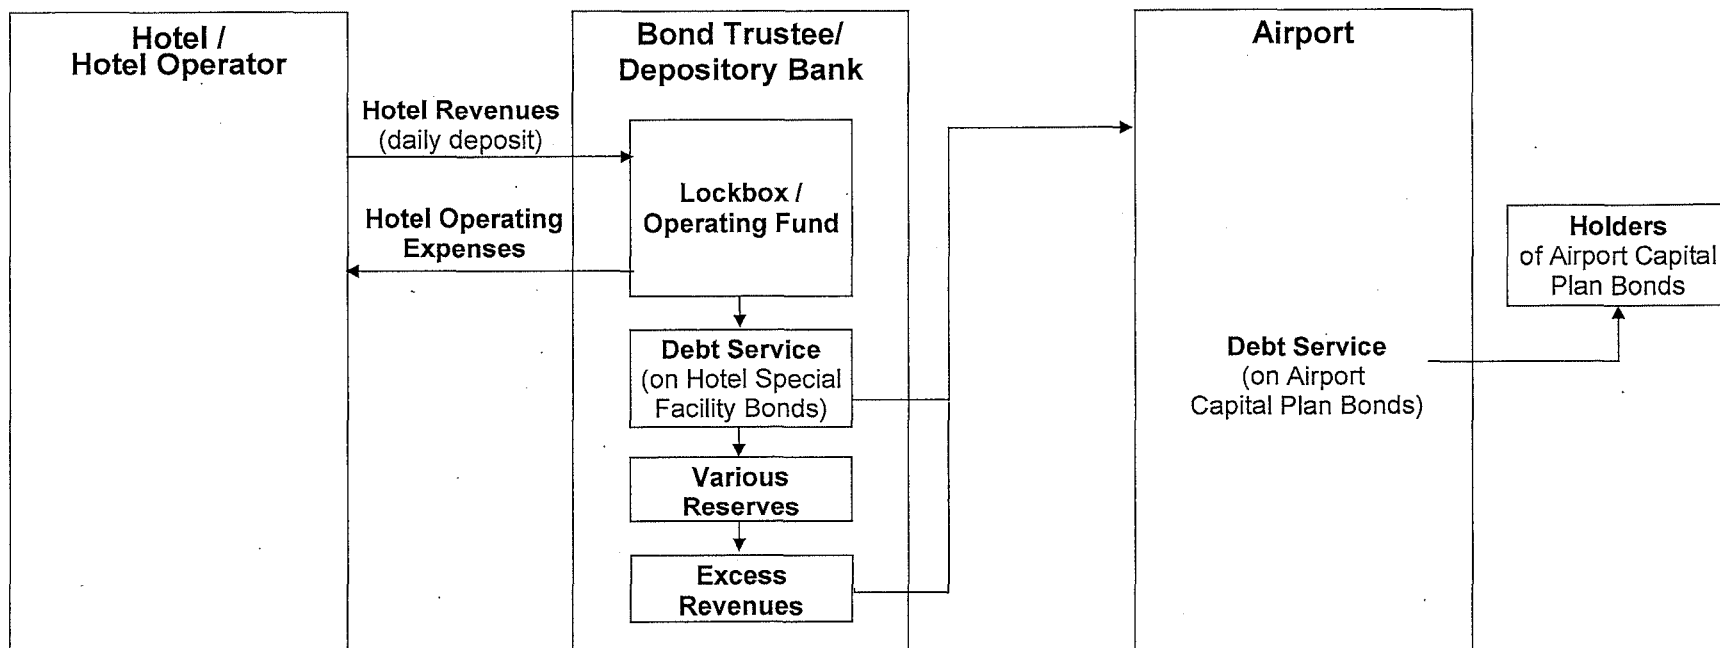 Hotel /
Hotel Operator
Bond Trustee/
Depository Bank
Airport
Hotel Revenues
(daily deposit)
Hotel Operating
Expenses
Lockbox /
Operating Fund
Debt Service
(on Hotel Special
Facility Bonds)
Various
Reserves
Excess
Revenues
Debt Service
(on Airport
Capital Plan Bonds)
Holders
of Airport Capital
Plan Bonds